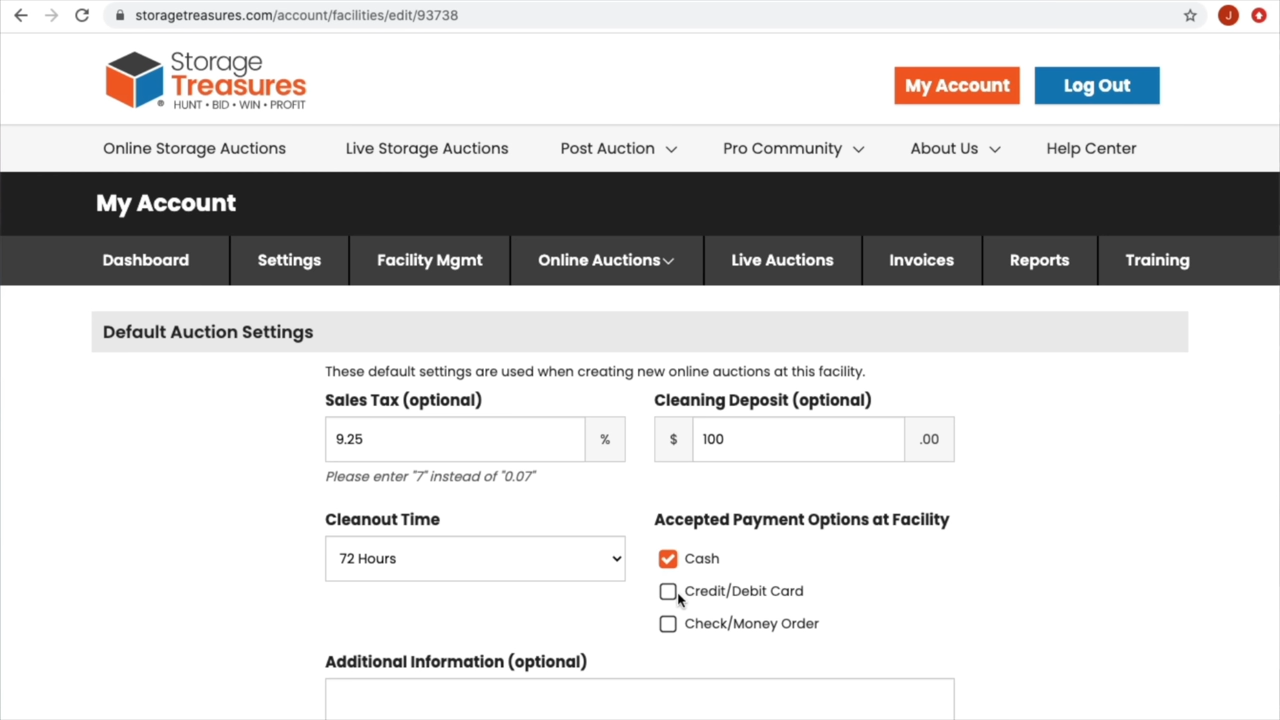 storagetreasures.com/account/facilities/edit/93738
J
Storage
Treasures
®
HUNT • BID • WIN • PROFIT
My Account
Log Out
Online Storage Auctions
Live Storage Auctions
Post Auction
Pro Community
About Us
Help Center
My Account
Dashboard
Settings
Facility Mgmt
Online Auctions
Live Auctions
Invoices
Reports
Training
Default Auction Settings
These default settings are used when creating new online auctions at this facility.
Sales Tax (optional)
Cleaning Deposit (optional)
9.25 %
$ 100 .00
Please enter "7" instead of "0.07"
Cleanout Time
Accepted Payment Options at Facility
72 Hours
Cash
Credit/Debit Card
Check/Money Order
Additional Information (optional)